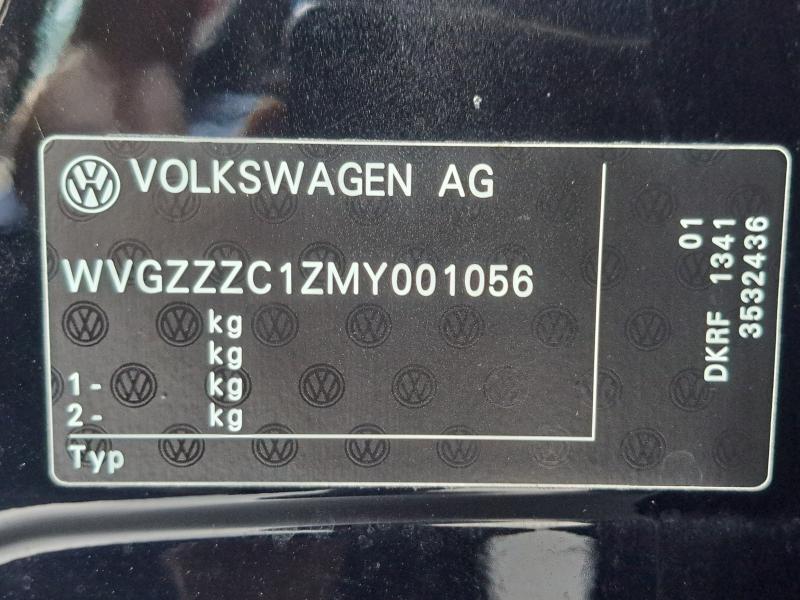 VOLKSWAGEN AG
WVGZZZC1ZMY001056
kg
kg
1- kg
2- kg
Typ
01
DKRF 1341
3532436